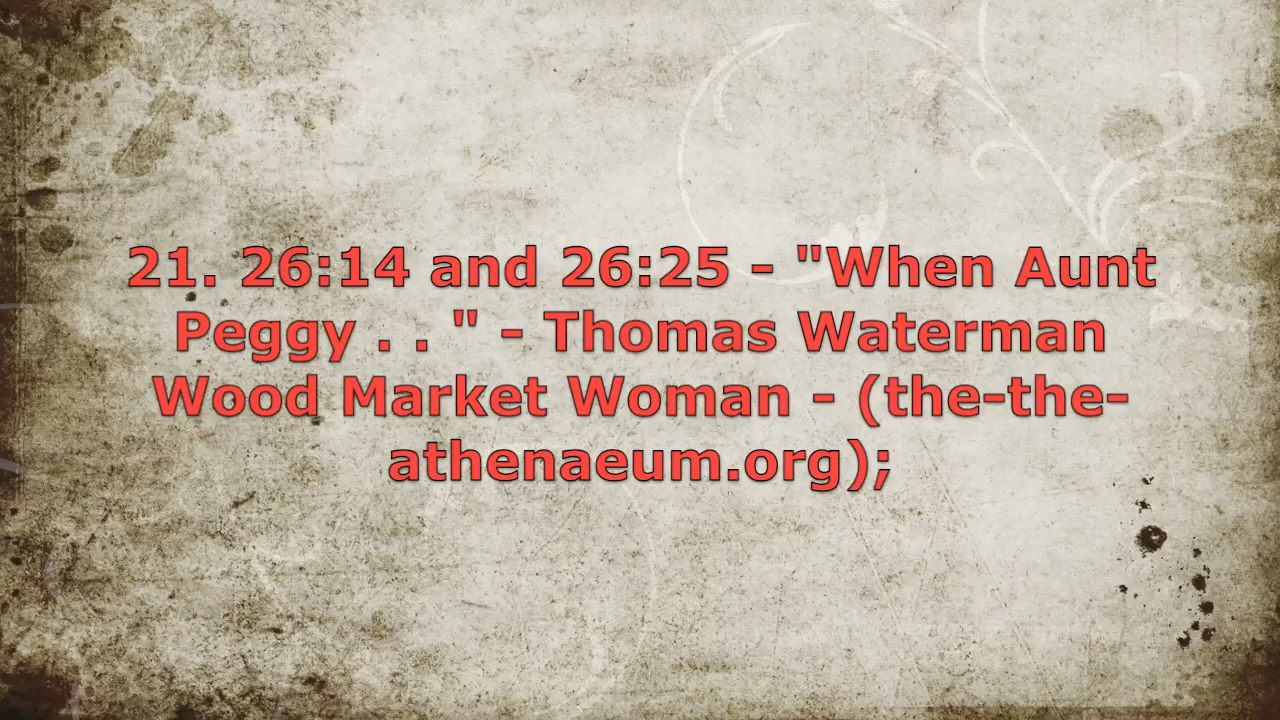 21. 26:14 and 26:25 - "When Aunt
Peggy . . " - Thomas Waterman
Wood Market Woman - (the-the-
athenaeum.org);